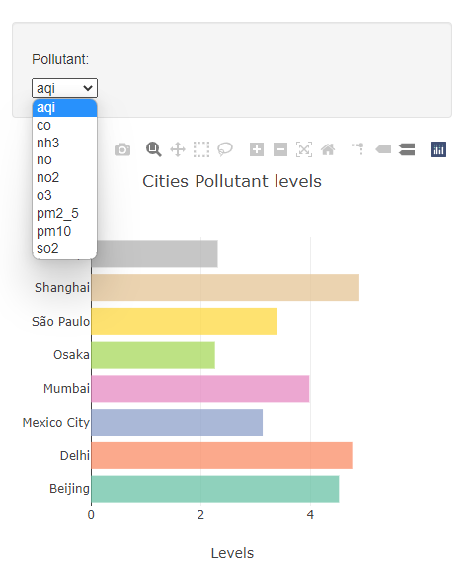 Pollutant:
aqi
aqi
co
nh3
no
no2
o3
pm2_5
pm10
so2
Cities Pollutant levels
Shanghai
São Paulo
Osaka
Mumbai
Mexico City
Delhi
Beijing
0 2 4
Levels